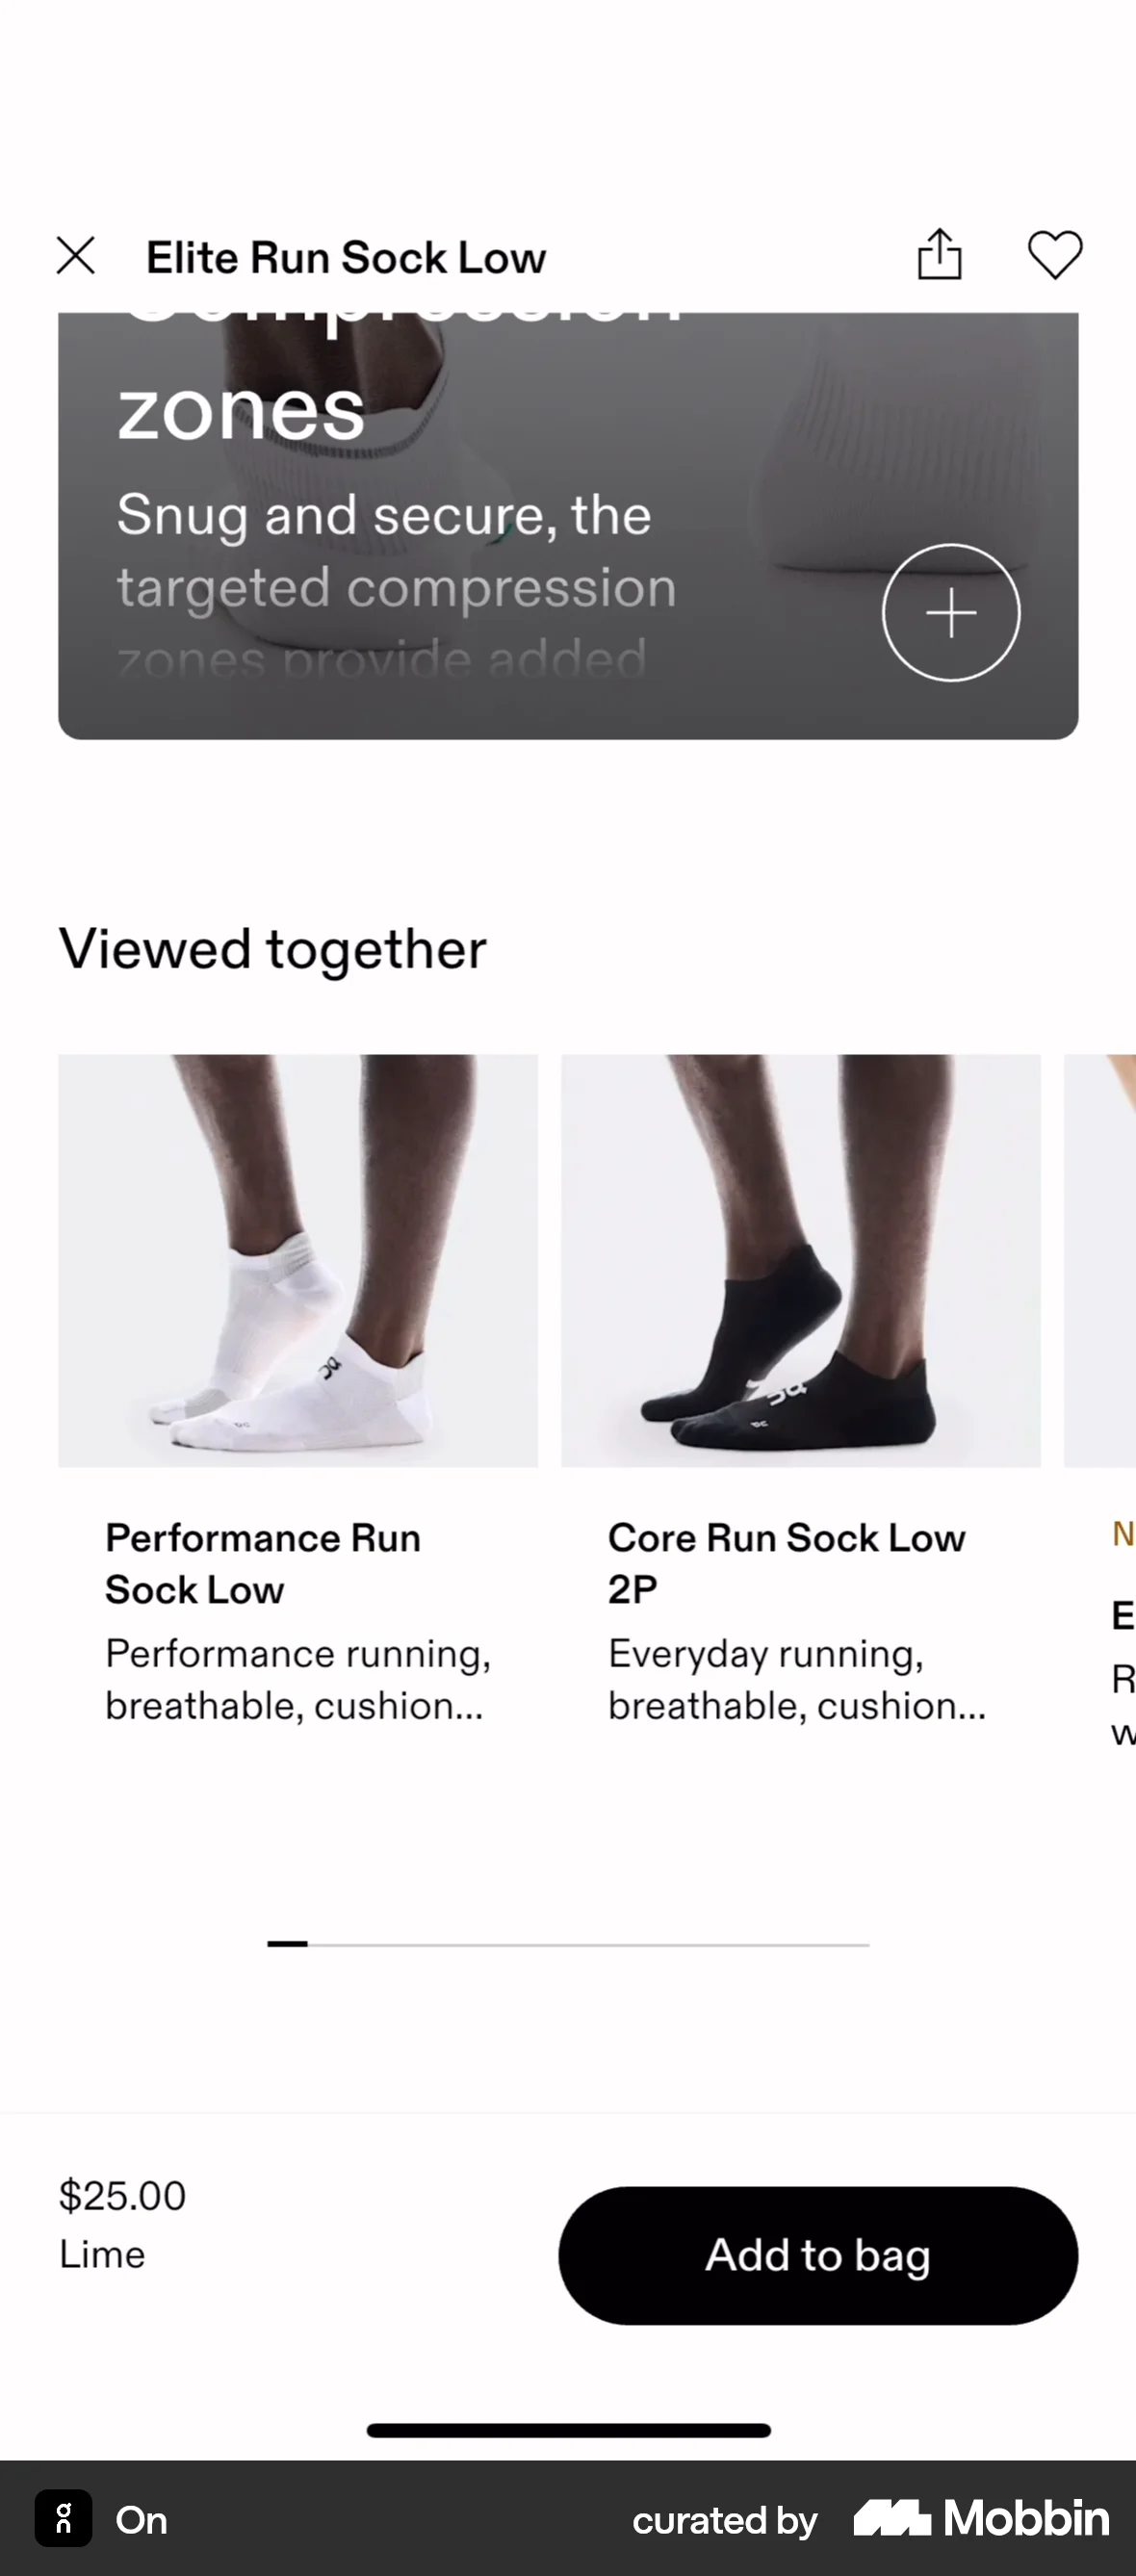 Elite Run Sock Low
Compression
zones
Snug and secure, the
targeted compression
zones provide added
Viewed together
Performance Run
Sock Low
Performance running,
breathable, cushion...
Core Run Sock Low
2P
Everyday running,
breathable, cushion...
N
E
R
w
$25.00
Lime
Add to bag
On
curated by Mobbin